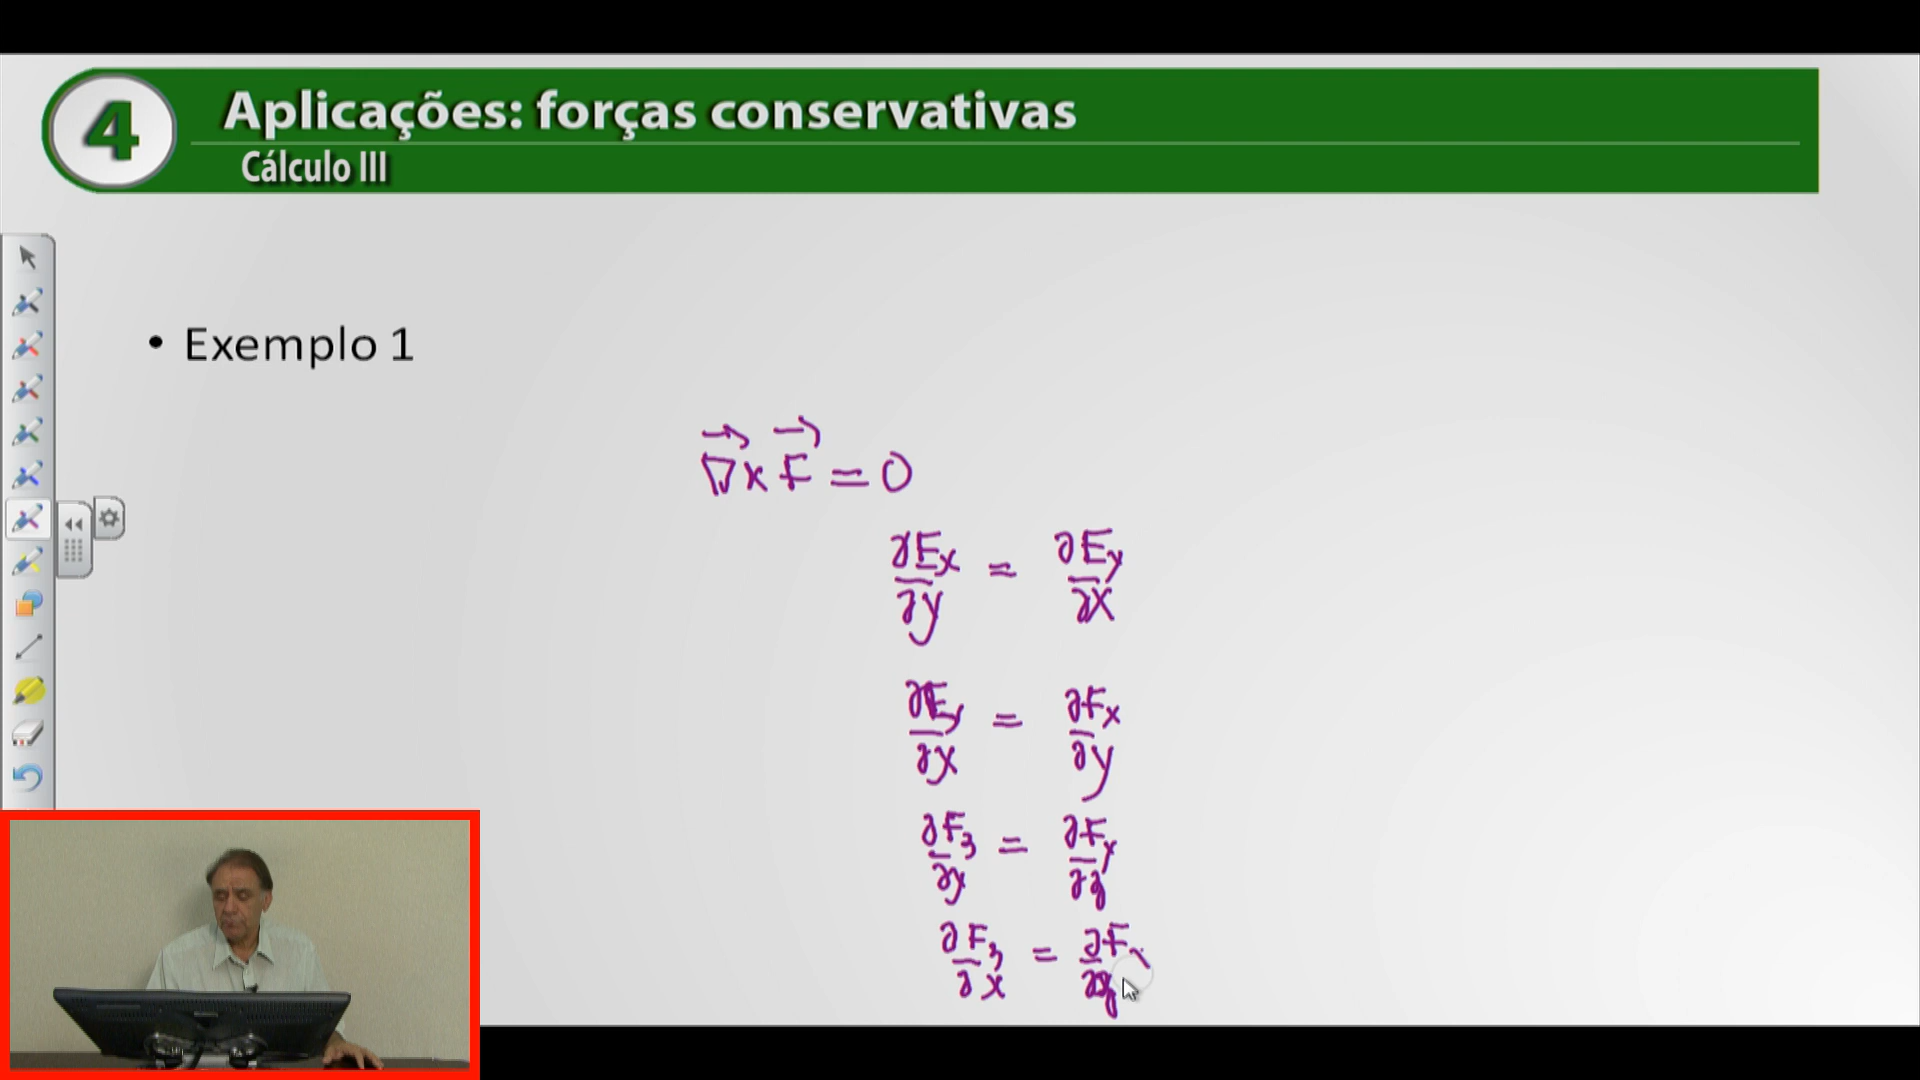 4
Aplicações: forças conservativas
Cálculo III
• Exemplo 1
∇⃗ x F⃗ = 0
∂Fx/∂y = ∂Fy/∂x
∂Fy/∂x = ∂Fx/∂y
∂Fz/∂y = ∂Fy/∂z
∂Fz/∂x = ∂Fx/∂z